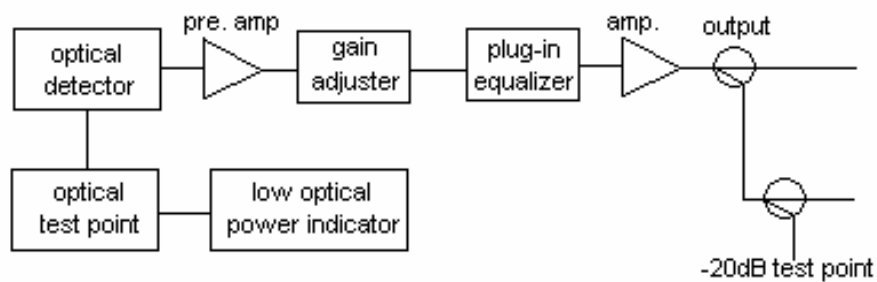 optical
detector
pre. amp
gain
adjuster
plug-in
equalizer
amp.
output
optical
test point
low optical
power indicator
-20dB test point